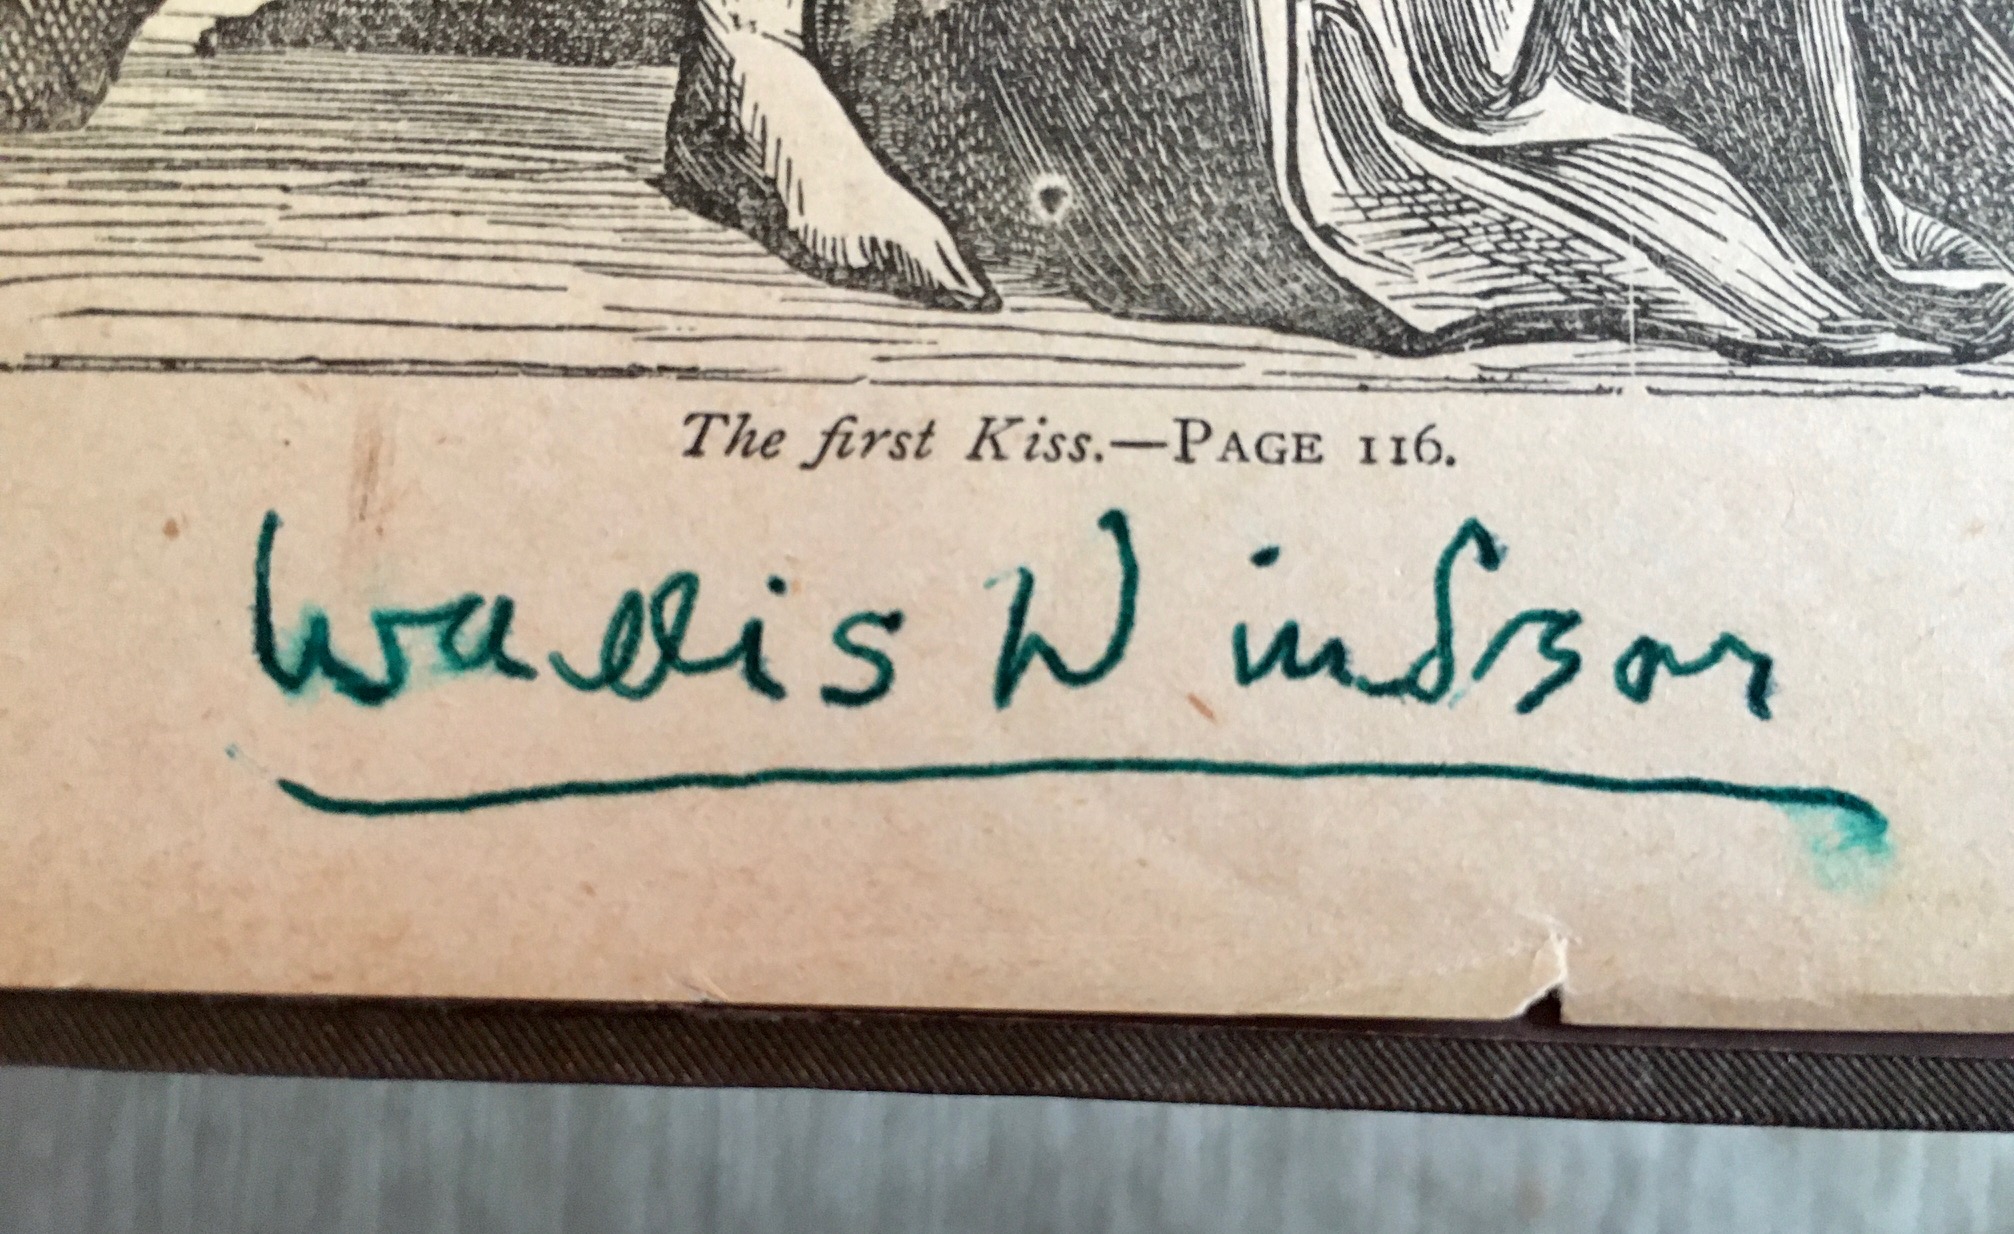 The first Kiss.—PAGE 116.
Wallis Windsor